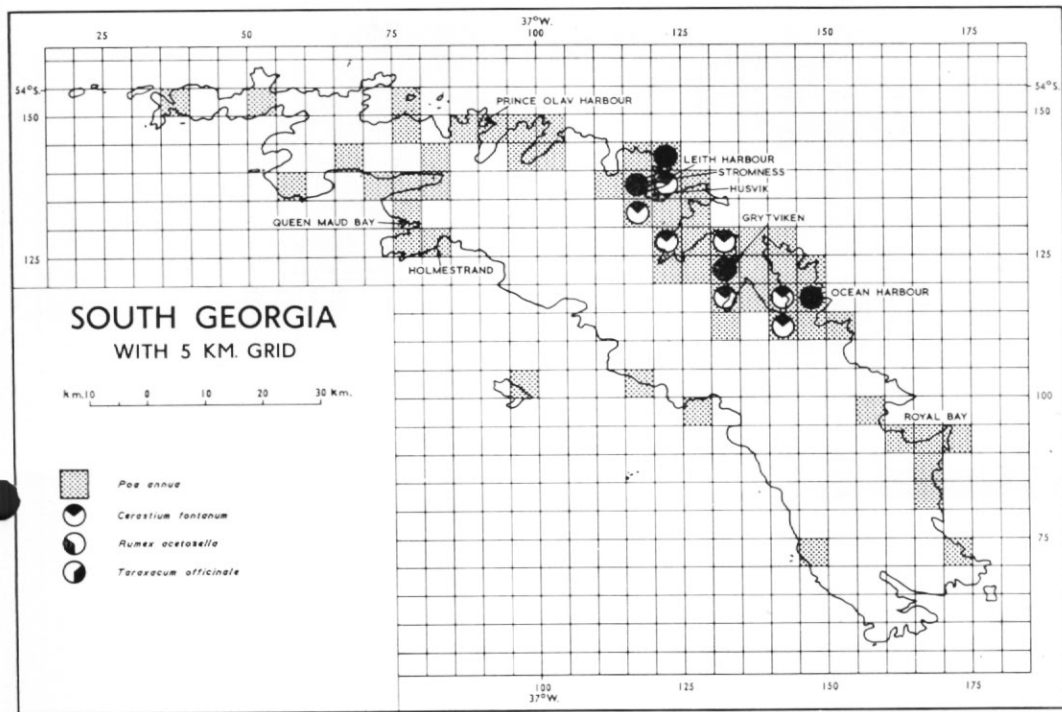 37°W.
25 50 75 100 125 150 175
54°S. 54°S.
150 150
PRINCE OLAV HARBOUR
LEITH HARBOUR
STROMNESS
HUSVIK
GRYTVIKEN
QUEEN MAUD BAY
125 125
HOLMESTRAND
OCEAN HARBOUR
SOUTH GEORGIA
WITH 5 KM. GRID
km.10 0 10 20 30 km.
100
ROYAL BAY
Poa annua
Cerastium fontanum
Rumex acetosella
Taraxacum officinale
75
100 125 150 175
37°W.